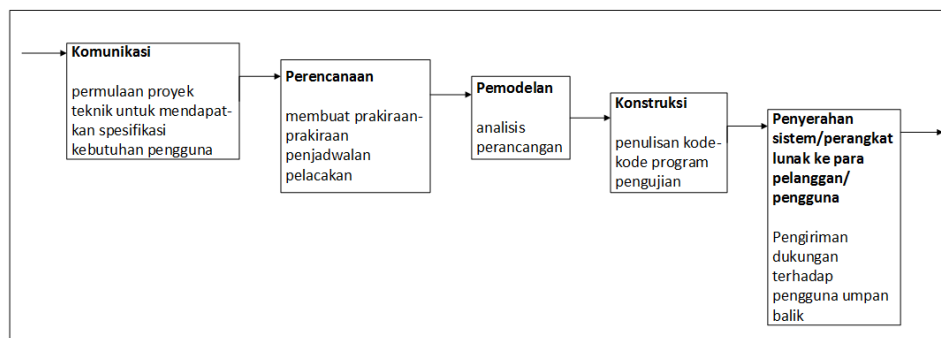 Komunikasi
permulaan proyek
teknik untuk mendapat-
kan spesifikasi
kebutuhan pengguna
Perencanaan
membuat prakiraan-
prakiraan
penjadwalan
pelacakan
Pemodelan
analisis
perancangan
Konstruksi
penulisan kode-
kode program
pengujian
Penyerahan
sistem/perangkat
lunak ke para
pelanggan/
pengguna
Pengiriman
dukungan
terhadap
pengguna umpan
balik